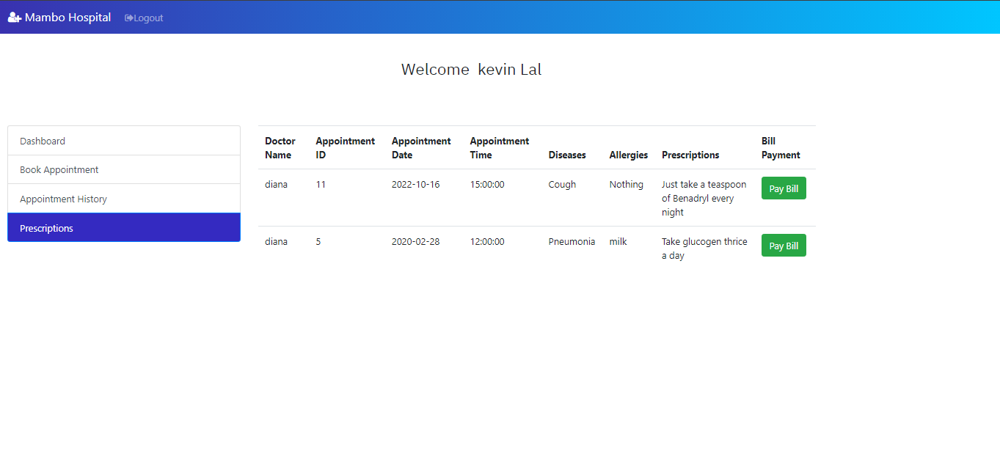 Mambo Hospital Logout
Welcome kevin Lal
Dashboard
Book Appointment
Appointment History
Prescriptions
Doctor Name Appointment ID Appointment Date Appointment Time Diseases Allergies Prescriptions Bill Payment
diana 11 2022-10-16 15:00:00 Cough Nothing Just take a teaspoon of Benadryl every night Pay Bill
diana 5 2020-02-28 12:00:00 Pneumonia milk Take glucogen thrice a day Pay Bill